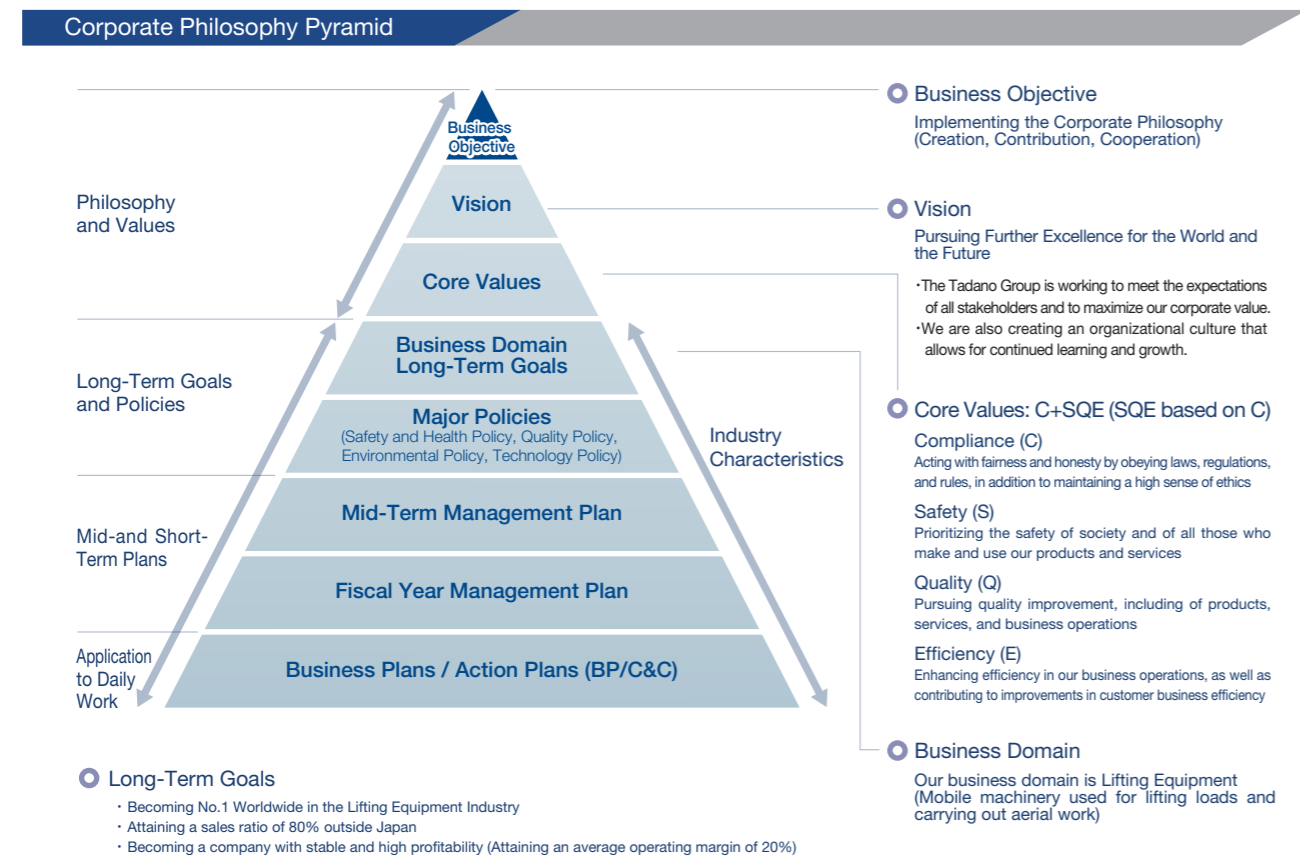 Corporate Philosophy Pyramid
Philosophy
and Values
Long-Term Goals
and Policies
Mid-and Short-
Term Plans
Application
to Daily
Work
Business
Objective
Vision
Core Values
Business Domain
Long-Term Goals
Major Policies
(Safety and Health Policy, Quality Policy,
Environmental Policy, Technology Policy)
Mid-Term Management Plan
Fiscal Year Management Plan
Business Plans / Action Plans (BP/C&C)
Industry
Characteristics
Business Objective
Implementing the Corporate Philosophy
(Creation, Contribution, Cooperation)
Vision
Pursuing Further Excellence for the World and
the Future
・The Tadano Group is working to meet the expectations
of all stakeholders and to maximize our corporate value.
・We are also creating an organizational culture that
allows for continued learning and growth.
Core Values: C+SQE (SQE based on C)
Compliance (C)
Acting with fairness and honesty by obeying laws, regulations,
and rules, in addition to maintaining a high sense of ethics
Safety (S)
Prioritizing the safety of society and of all those who
make and use our products and services
Quality (Q)
Pursuing quality improvement, including of products,
services, and business operations
Efficiency (E)
Enhancing efficiency in our business operations, as well as
contributing to improvements in customer business efficiency
Business Domain
Our business domain is Lifting Equipment
(Mobile machinery used for lifting loads and
carrying out aerial work)
Long-Term Goals
・Becoming No.1 Worldwide in the Lifting Equipment Industry
・Attaining a sales ratio of 80% outside Japan
・Becoming a company with stable and high profitability (Attaining an average operating margin of 20%)